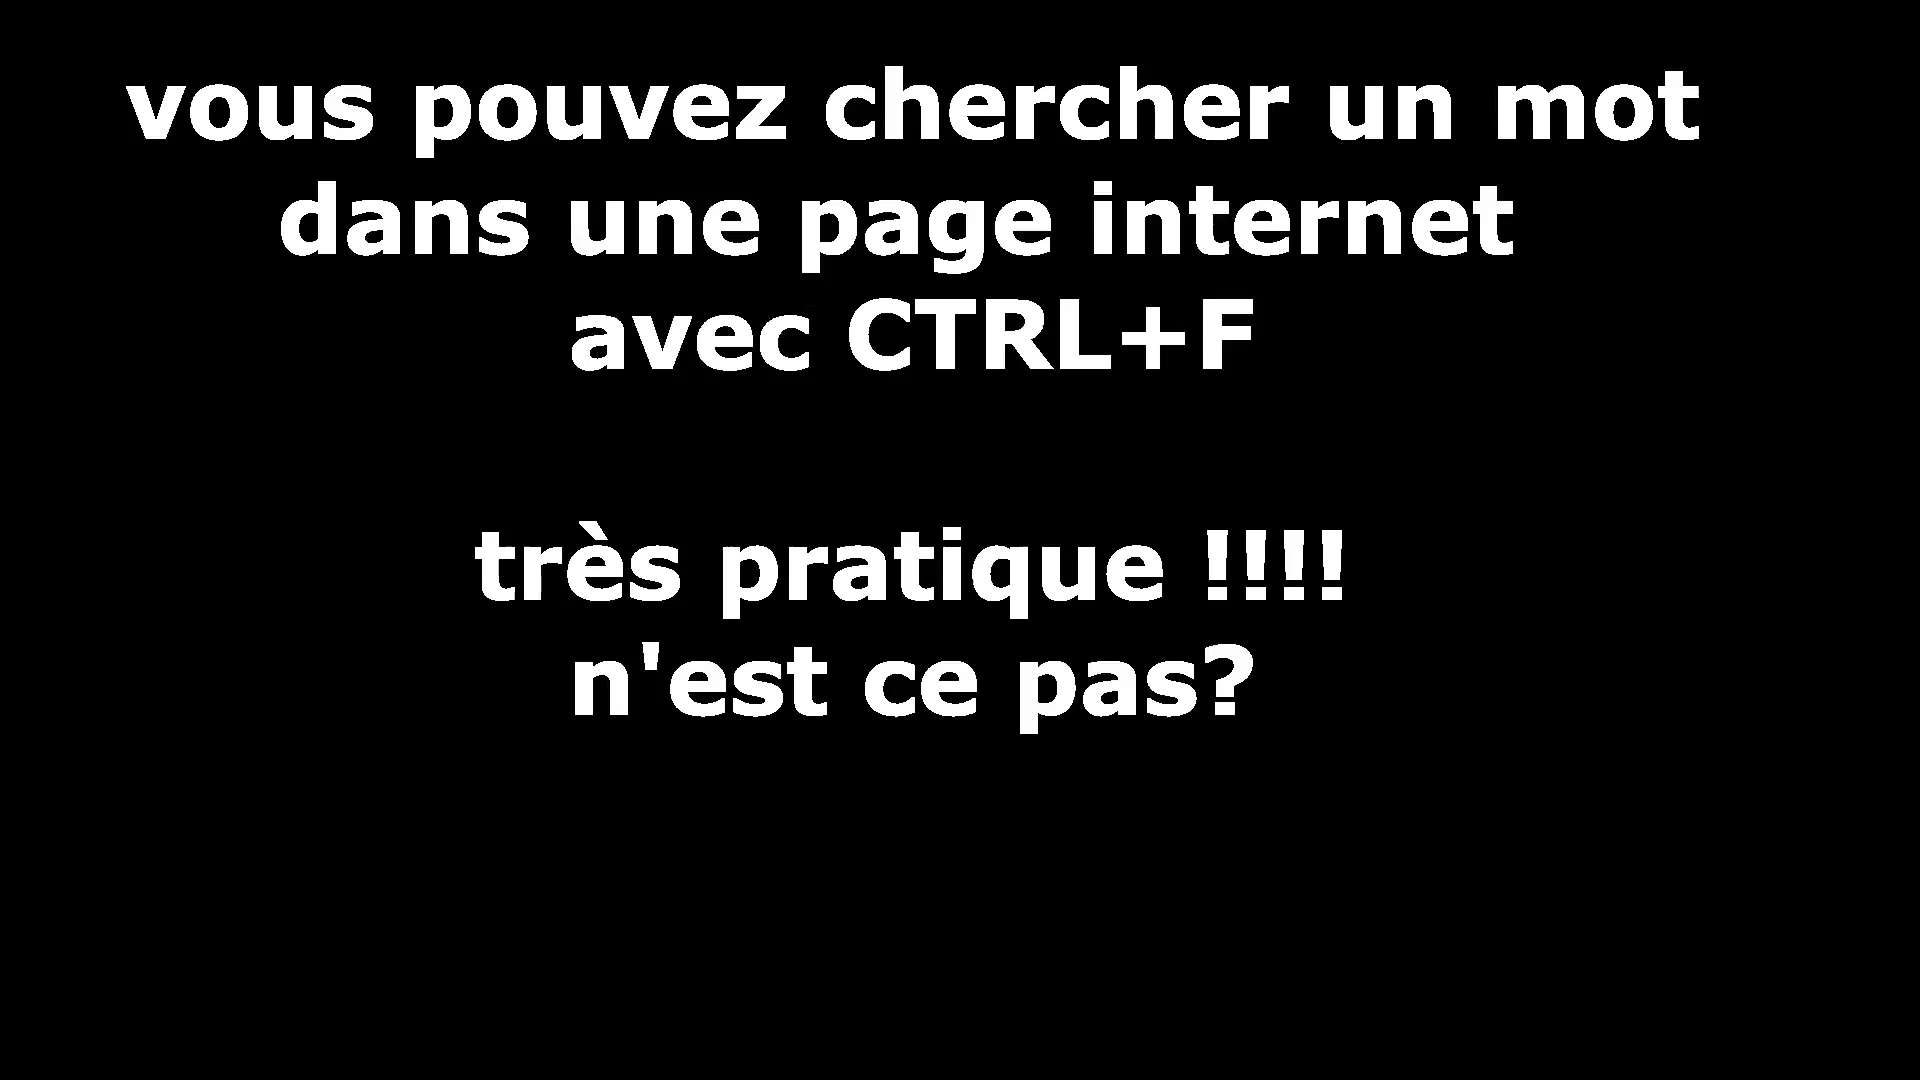 vous pouvez chercher un mot
dans une page internet
avec CTRL+F
très pratique !!!!
n'est ce pas?